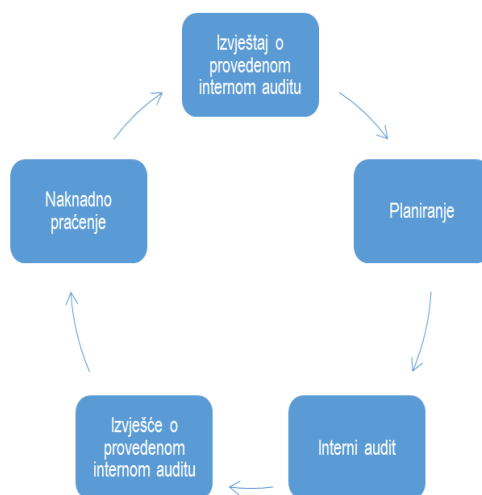 Izvještaj o
provedenom
internom auditu
Planiranje
Interni audit
Izvješće o
provedenom
internom auditu
Naknadno
praćenje